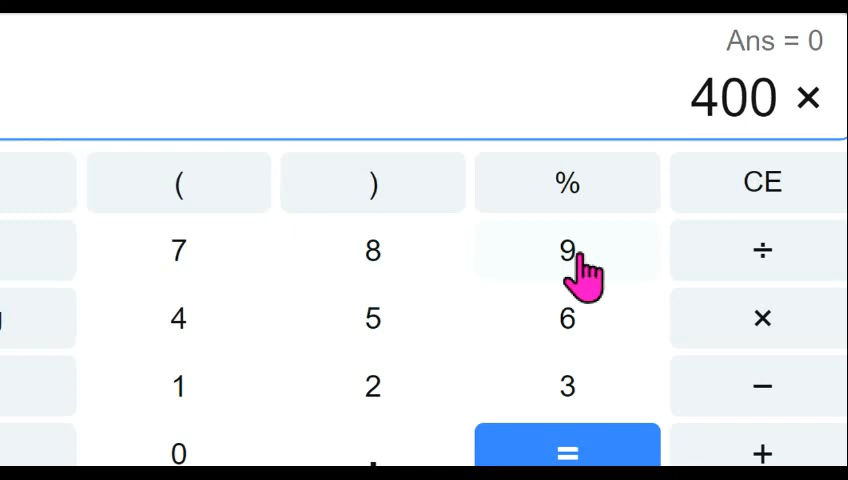 Ans = 0
400 ×
( ) % CE
7 8 9 ÷
4 5 6 ×
1 2 3 −
0 . = +